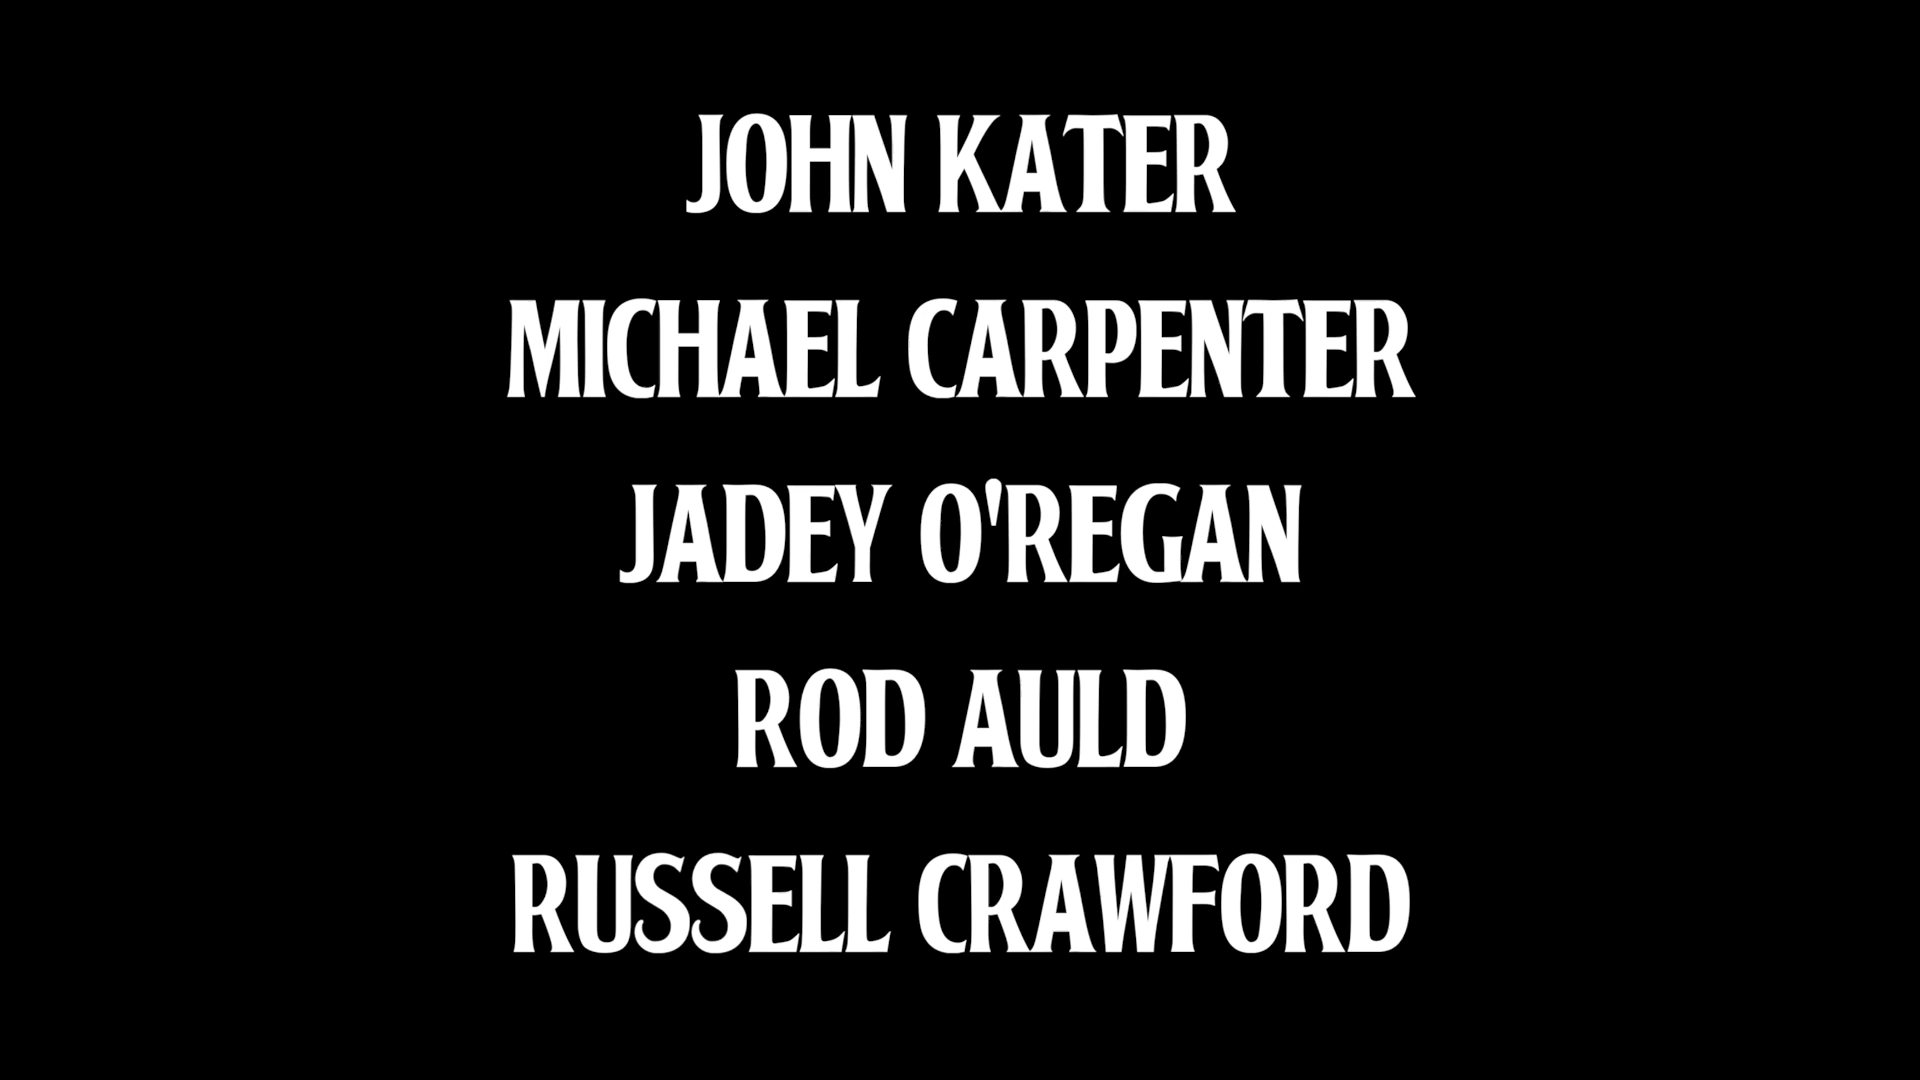 JOHN KATER
MICHAEL CARPENTER
JADEY O'REGAN
ROD AULD
RUSSELL CRAWFORD